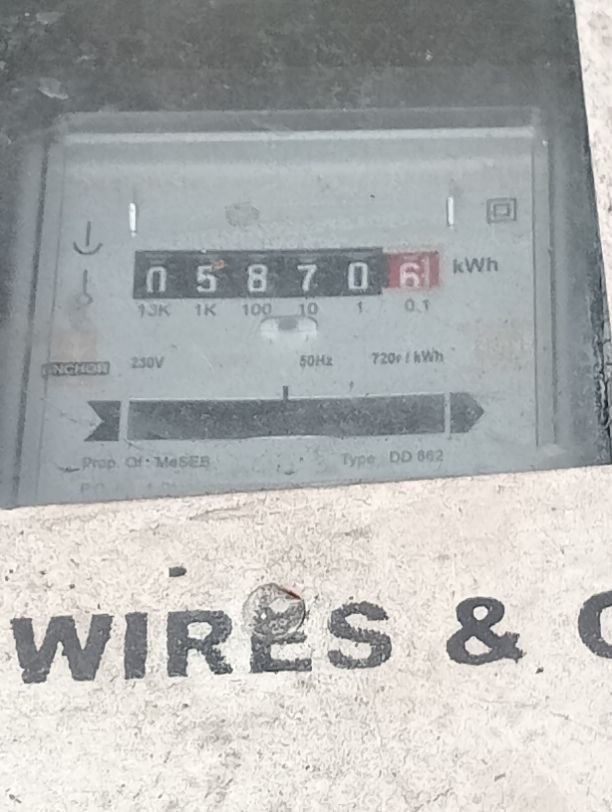 0 5 8 7 0 6 kWh
10K 1K 100 10 1 0.1
ANCHOR 230V 50Hz 720r / kWh
Prop. Of : MeSEB Type DD 862
WIRES & C